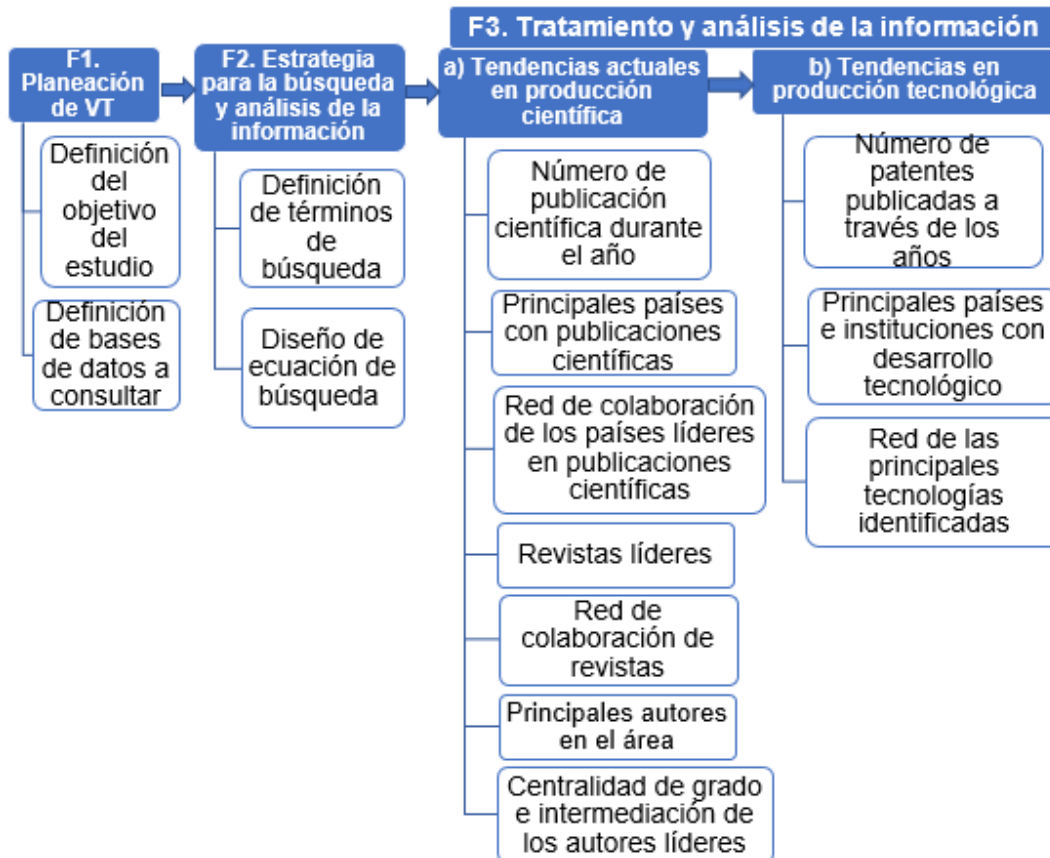 F3. Tratamiento y análisis de la información
F1.
Planeación
de VT
Definición
del
objetivo
del
estudio
Definición
de bases
de datos a
consultar
F2. Estrategia
para la búsqueda
y análisis de la
información
Definición
de términos
de
búsqueda
Diseño de
ecuación de
búsqueda
a) Tendencias actuales
en producción
científica
Número de
publicación
científica durante
el año
Principales países
con publicaciones
científicas
Red de colaboración
de los países líderes
en publicaciones
científicas
Revistas líderes
Red de
colaboración de
revistas
Principales autores
en el área
Centralidad de grado
e intermediación de
los autores líderes
b) Tendencias en
producción tecnológica
Número de
patentes
publicadas a
través de los
años
Principales países
e instituciones con
desarrollo
tecnológico
Red de las
principales
tecnologías
identificadas